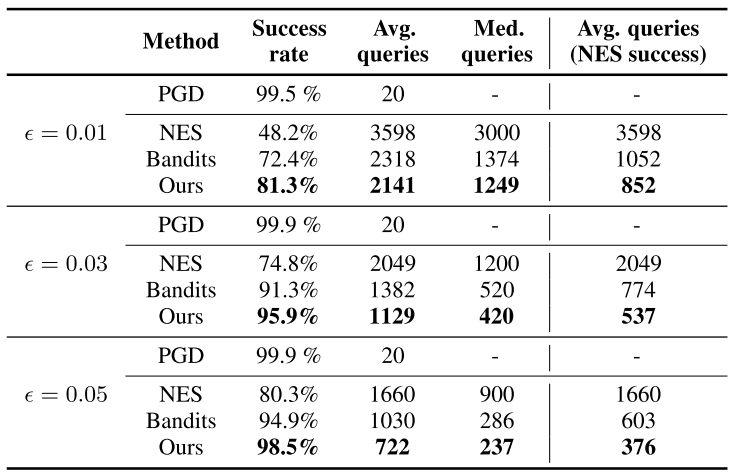 Method Success rate Avg. queries Med. queries Avg. queries (NES success)
PGD 99.5 % 20 - -
ϵ = 0.01 NES 48.2% 3598 3000 3598
Bandits 72.4% 2318 1374 1052
Ours 81.3% 2141 1249 852
PGD 99.9 % 20 - -
ϵ = 0.03 NES 74.8% 2049 1200 2049
Bandits 91.3% 1382 520 774
Ours 95.9% 1129 420 537
PGD 99.9 % 20 - -
ϵ = 0.05 NES 80.3% 1660 900 1660
Bandits 94.9% 1030 286 603
Ours 98.5% 722 237 376